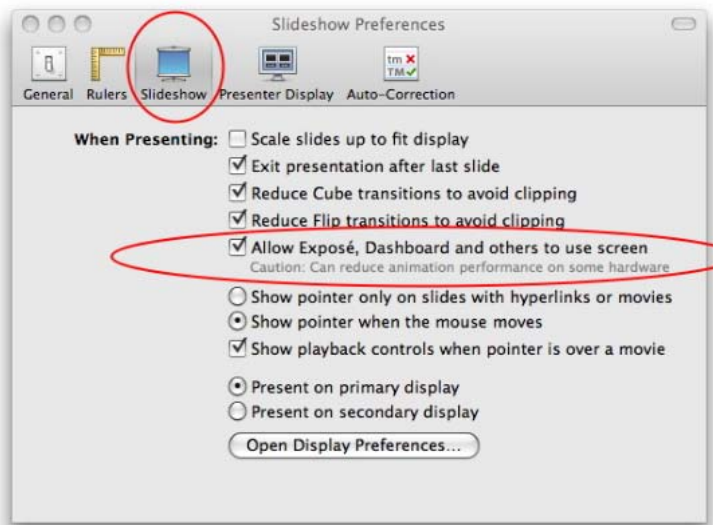 Slideshow Preferences
tm
TM
General Rulers Slideshow Presenter Display Auto-Correction
When Presenting: Scale slides up to fit display
Exit presentation after last slide
Reduce Cube transitions to avoid clipping
Reduce Flip transitions to avoid clipping
Allow Exposé, Dashboard and others to use screen
Caution: Can reduce animation performance on some hardware
Show pointer only on slides with hyperlinks or movies
Show pointer when the mouse moves
Show playback controls when pointer is over a movie
Present on primary display
Present on secondary display
Open Display Preferences...